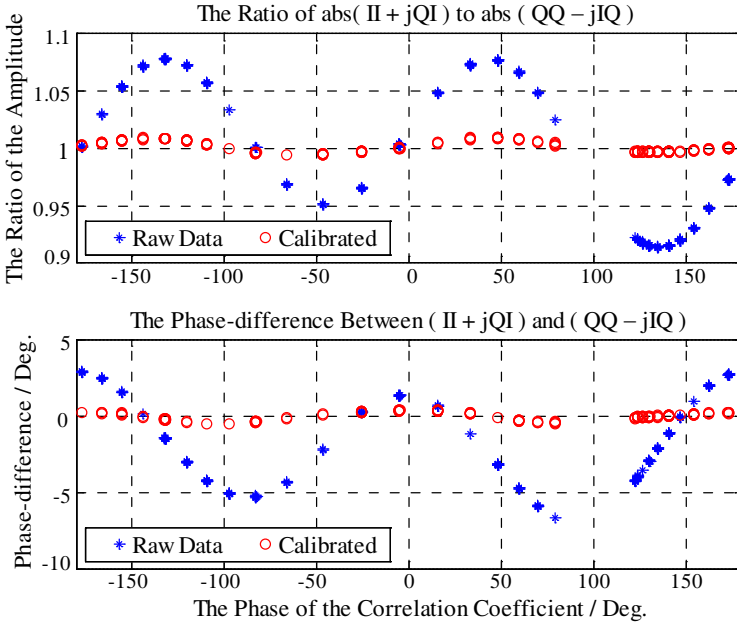 The Ratio of abs( II + jQI ) to abs ( QQ – jIQ )
The Ratio of the Amplitude
1.1
1.05
1
0.95
0.9
Raw Data
Calibrated
-150
-100
-50
0
50
100
150
The Phase-difference Between ( II + jQI ) and ( QQ – jIQ )
Phase-difference / Deg.
5
0
-5
-10
Raw Data
Calibrated
-150
-100
-50
0
50
100
150
The Phase of the Correlation Coefficient / Deg.